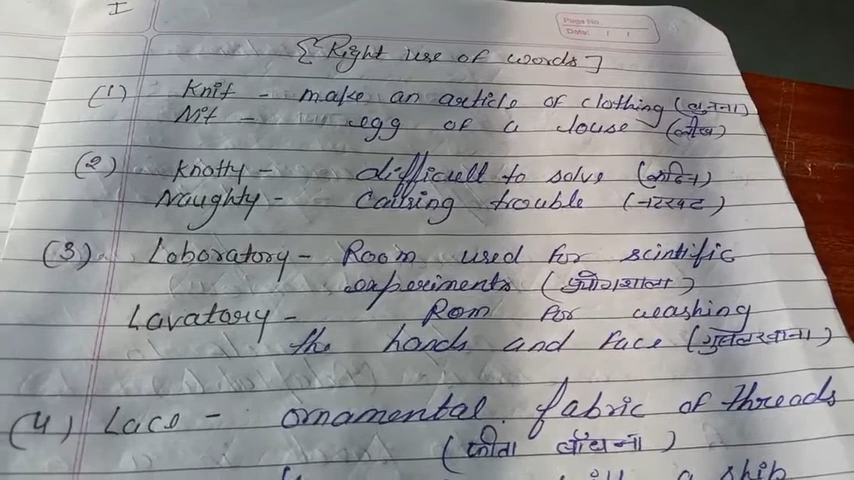 I
Page No.
Date: / /
{Right use of words}
(1) Knit - make an article of clothing (बुनना)
Nit - egg of a louse (लीख)
(2) Knotty - difficult to solve (कठिन)
Naughty - Causing trouble (नटखट)
(3) Loboratory - Room used for scintific
experiments (प्रयोगशाला)
Lavatory - Rom for washing
the hands and face (गुसलखाना)
(4) Lace - ornamental fabric of threads
(फीता बाँधना)
a ship